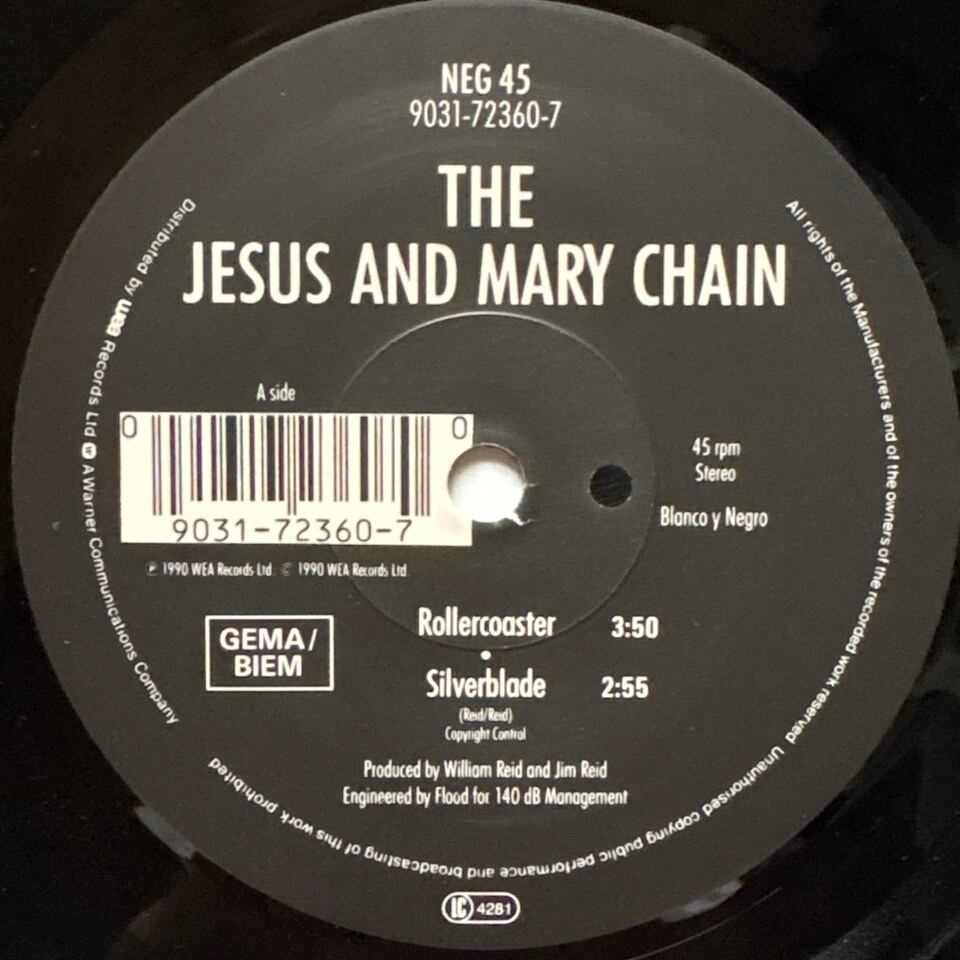 NEG 45
9031-72360-7
THE
JESUS AND MARY CHAIN
Distributed by wea Records Ltd W A Warner Communications Company
All rights of the Manufacturers and of the owners of the recorded work reserved Unauthorised copying public performance and broadcasting of this work prohibited
A side
0 0
9031-72360-7
45 rpm
Stereo
Blanco y Negro
℗ 1990 WEA Records Ltd. © 1990 WEA Records Ltd.
GEMA/
BIEM
Rollercoaster 3:50
•
Silverblade 2:55
(Reid/Reid)
Copyright Control
Produced by William Reid and Jim Reid
Engineered by Flood for 140 dB Management
LC 4281